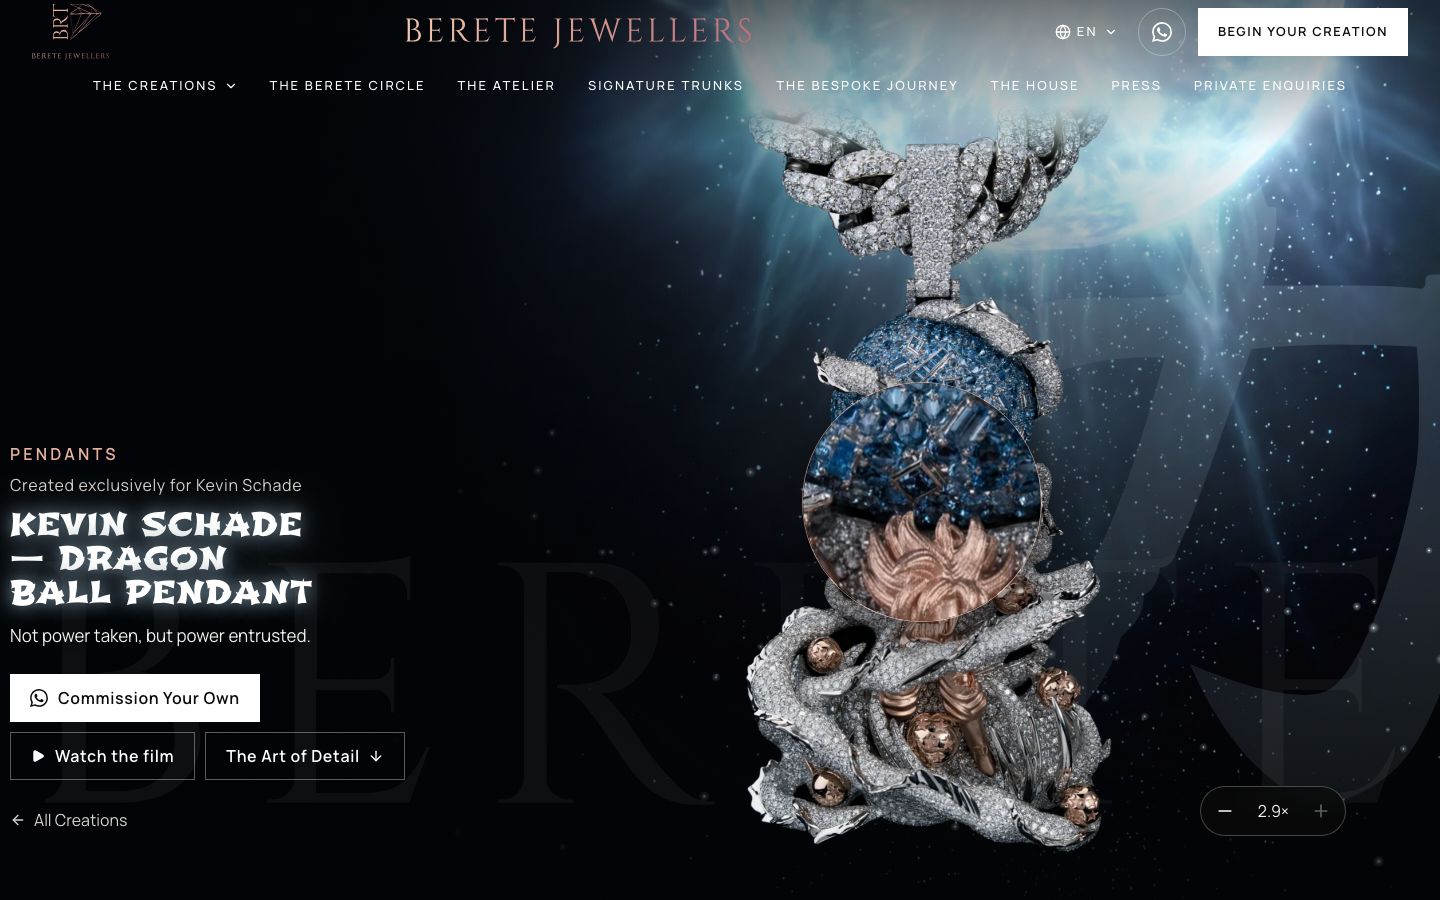 BRT
BERETE JEWELLERS
BERETE JEWELLERS
EN
BEGIN YOUR CREATION
THE CREATIONS
THE BERETE CIRCLE
THE ATELIER
SIGNATURE TRUNKS
THE BESPOKE JOURNEY
THE HOUSE
PRESS
PRIVATE ENQUIRIES
PENDANTS
Created exclusively for Kevin Schade
KEVIN SCHADE
— DRAGON
BALL PENDANT
Not power taken, but power entrusted.
Commission Your Own
Watch the film
The Art of Detail ↓
← All Creations
− 2.9× +
BERETE